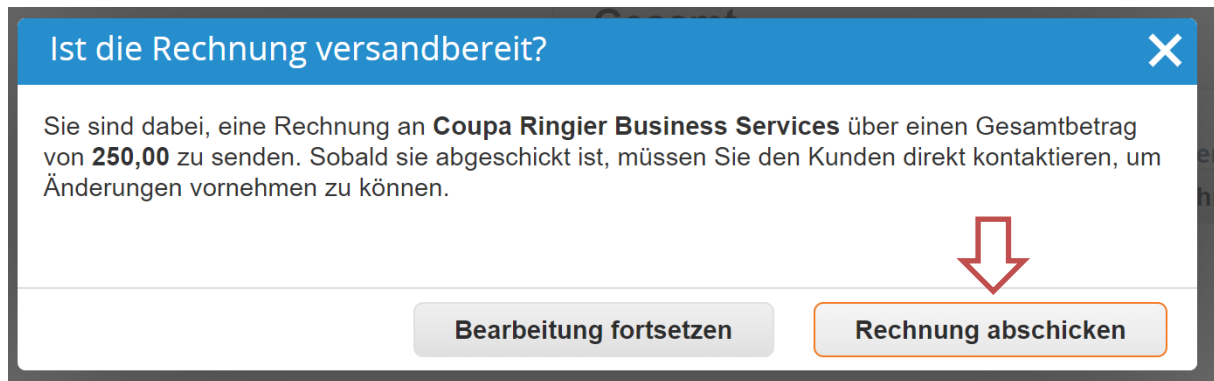 Gesamt
Ist die Rechnung versandbereit?
Sie sind dabei, eine Rechnung an Coupa Ringier Business Services über einen Gesamtbetrag
von 250,00 zu senden. Sobald sie abgeschickt ist, müssen Sie den Kunden direkt kontaktieren, um
Änderungen vornehmen zu können.
Bearbeitung fortsetzen
Rechnung abschicken